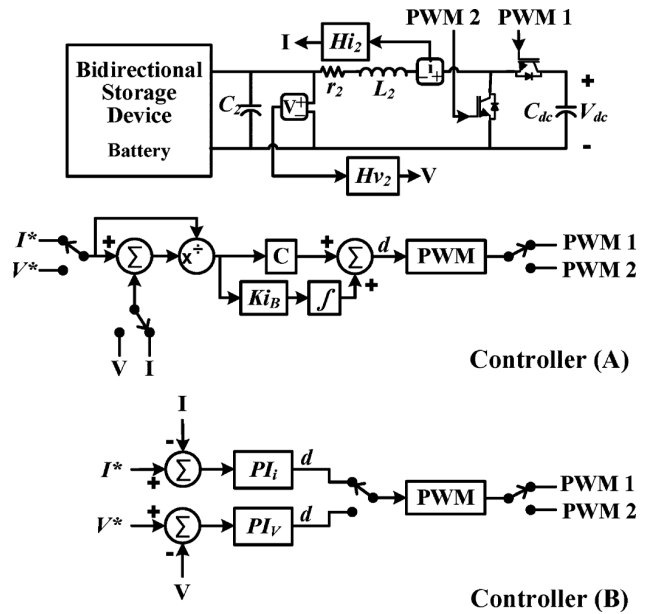 PWM 2 PWM 1
I Hi2
Bidirectional
Storage
Device
Battery
C2
r2 L2
i
+
V
+
-
Cdc
+
Vdc
-
Hv2 V
I*
V*
+
Σ
x ÷
C
KiB
∫
+
Σ
+
d
PWM
PWM 1
PWM 2
V I
Controller (A)
I
-
I*
+
Σ
PIi
d
V*
+
Σ
PIV
d
-
V
PWM
PWM 1
PWM 2
Controller (B)